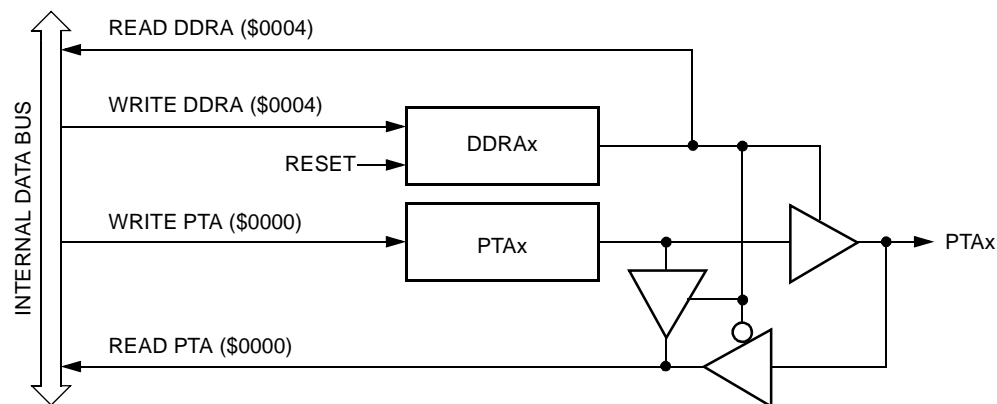 READ DDRA ($0004)
WRITE DDRA ($0004)
DDRAx
RESET
WRITE PTA ($0000)
PTAx
PTAx
READ PTA ($0000)
INTERNAL DATA BUS